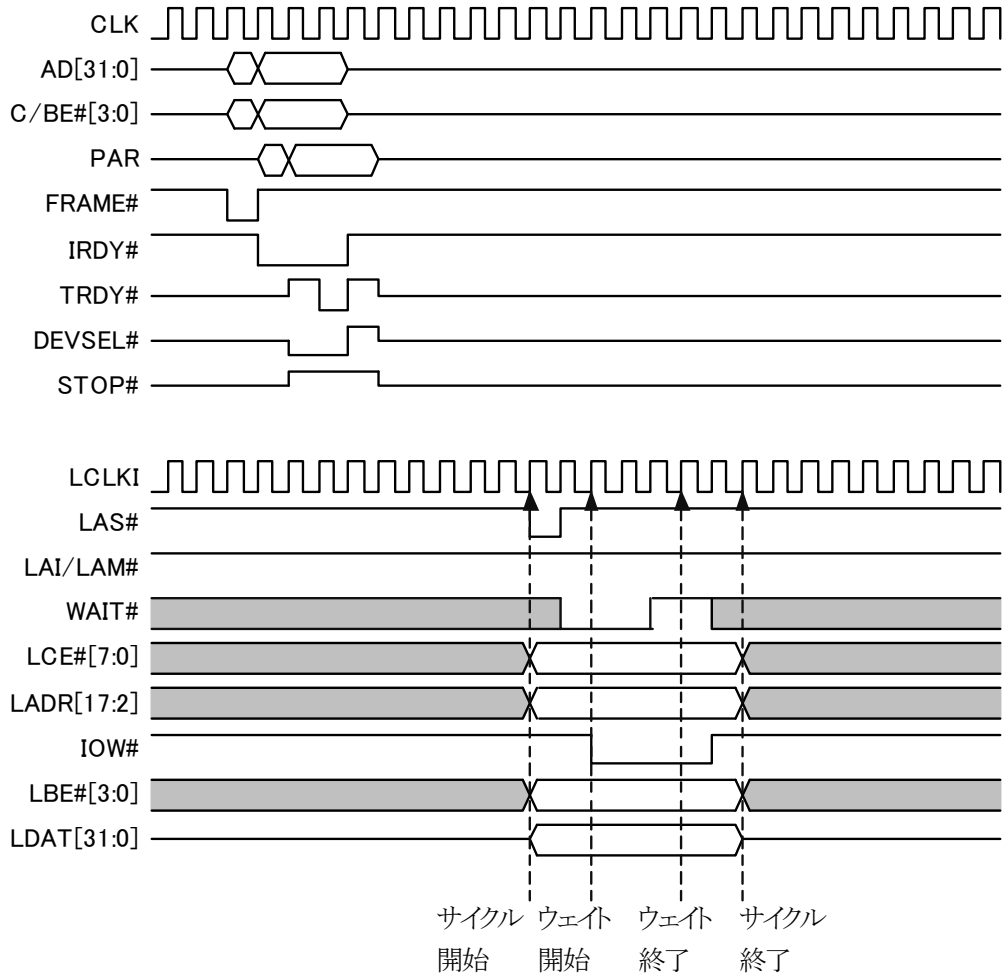 CLK
AD[31:0]
C/BE#[3:0]
PAR
FRAME#
IRDY#
TRDY#
DEVSEL#
STOP#
LCLKI
LAS#
LAI/LAM#
WAIT#
LCE#[7:0]
LADR[17:2]
IOW#
LBE#[3:0]
LDAT[31:0]
サイクル ウェイト ウェイト サイクル
開始 開始 終了 終了